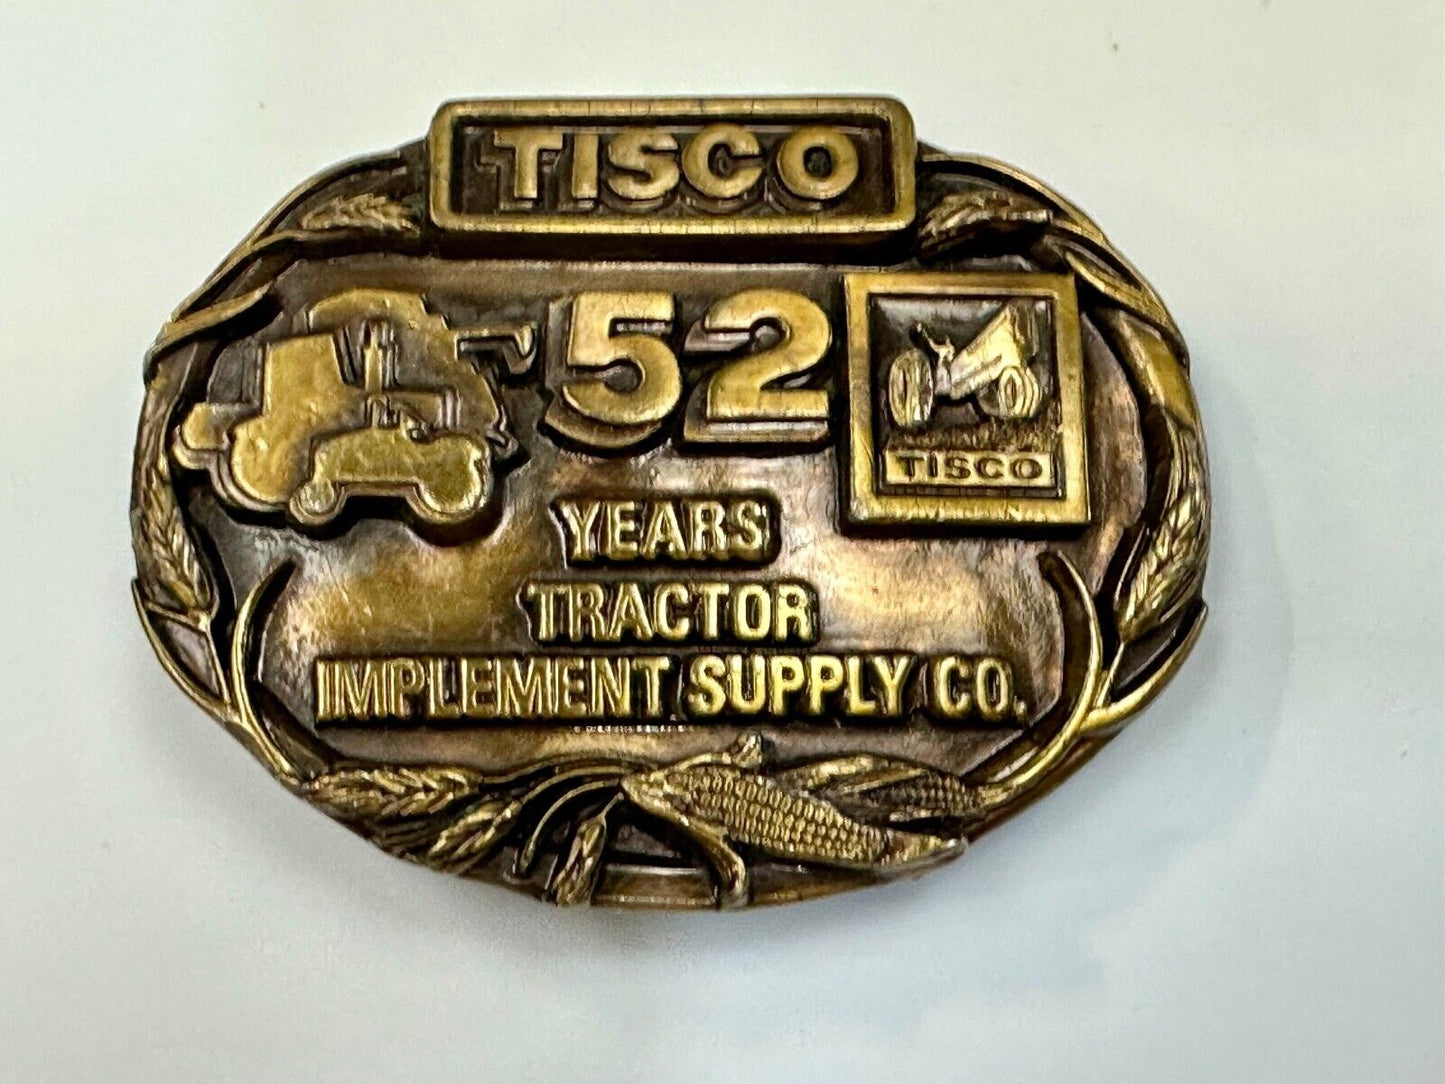 TISCO
52
TISCO
YEARS
TRACTOR
IMPLEMENT SUPPLY CO.